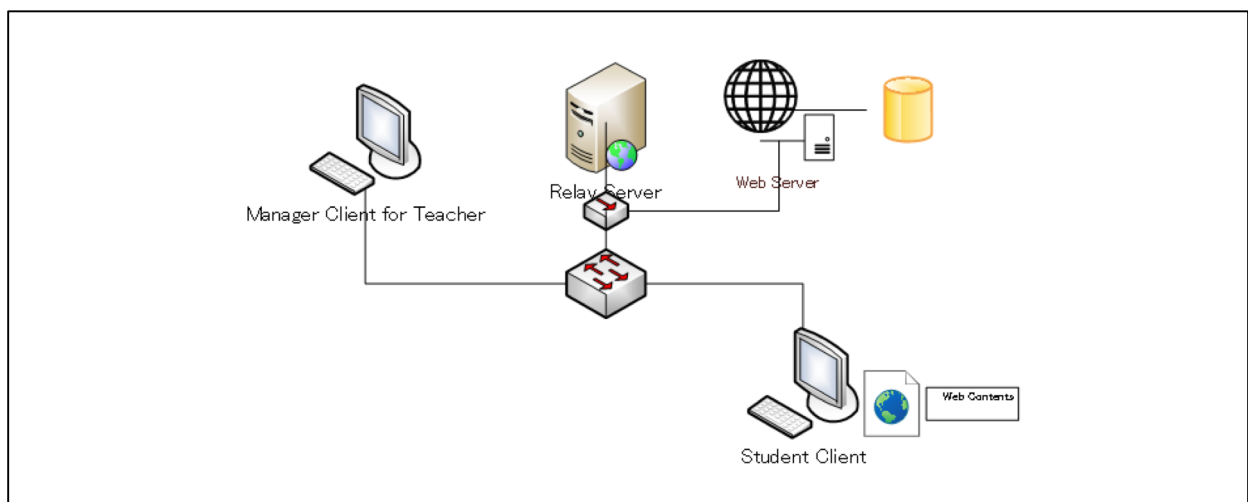 Relay Server
Web Server
Manager Client for Teacher
Web Contents
Student Client